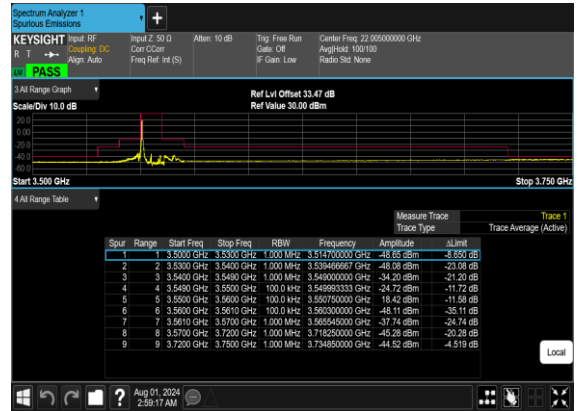 Spectrum Analyzer 1
Spurious Emissions
KEYSIGHT Input: RF Input Z: 50 Ω Atten: 10 dB Trig: Free Run Center Freq: 22.005000000 GHz
R T Coupling: DC Corr CCorr Gate: Off Avg|Hold: 100/100
Align: Auto Freq Ref: Int (S) IF Gain: Low Radio Std: None
PASS
3 All Range Graph
Ref Lvl Offset 33.47 dB
Scale/Div 10.0 dB Ref Value 30.00 dBm
20.0
0.00
-20.0
-40.0
-60.0
Start 3.500 GHz Stop 3.750 GHz
4 All Range Table
Measure Trace Trace 1
Trace Type Trace Average (Active)
Spur Range Start Freq Stop Freq RBW Frequency Amplitude ΔLimit
1 1 3.5000 GHz 3.5300 GHz 1.000 MHz 3.514700000 GHz -48.65 dBm -8.650 dB
2 2 3.5300 GHz 3.5400 GHz 1.000 MHz 3.539466667 GHz -48.08 dBm -23.08 dB
3 3 3.5400 GHz 3.5490 GHz 1.000 MHz 3.549000000 GHz -34.20 dBm -21.20 dB
4 4 3.5490 GHz 3.5500 GHz 100.0 kHz 3.549993333 GHz -24.72 dBm -11.72 dB
5 5 3.5500 GHz 3.5600 GHz 100.0 kHz 3.550750000 GHz 18.42 dBm -11.58 dB
6 6 3.5600 GHz 3.5610 GHz 100.0 kHz 3.560300000 GHz -48.11 dBm -35.11 dB
7 7 3.5610 GHz 3.5700 GHz 1.000 MHz 3.565545000 GHz -37.74 dBm -24.74 dB
8 8 3.5700 GHz 3.7200 GHz 1.000 MHz 3.718250000 GHz -45.28 dBm -20.28 dB
9 9 3.7200 GHz 3.7500 GHz 1.000 MHz 3.734850000 GHz -44.52 dBm -4.519 dB
Local
Aug 01, 2024
2:59:17 AM